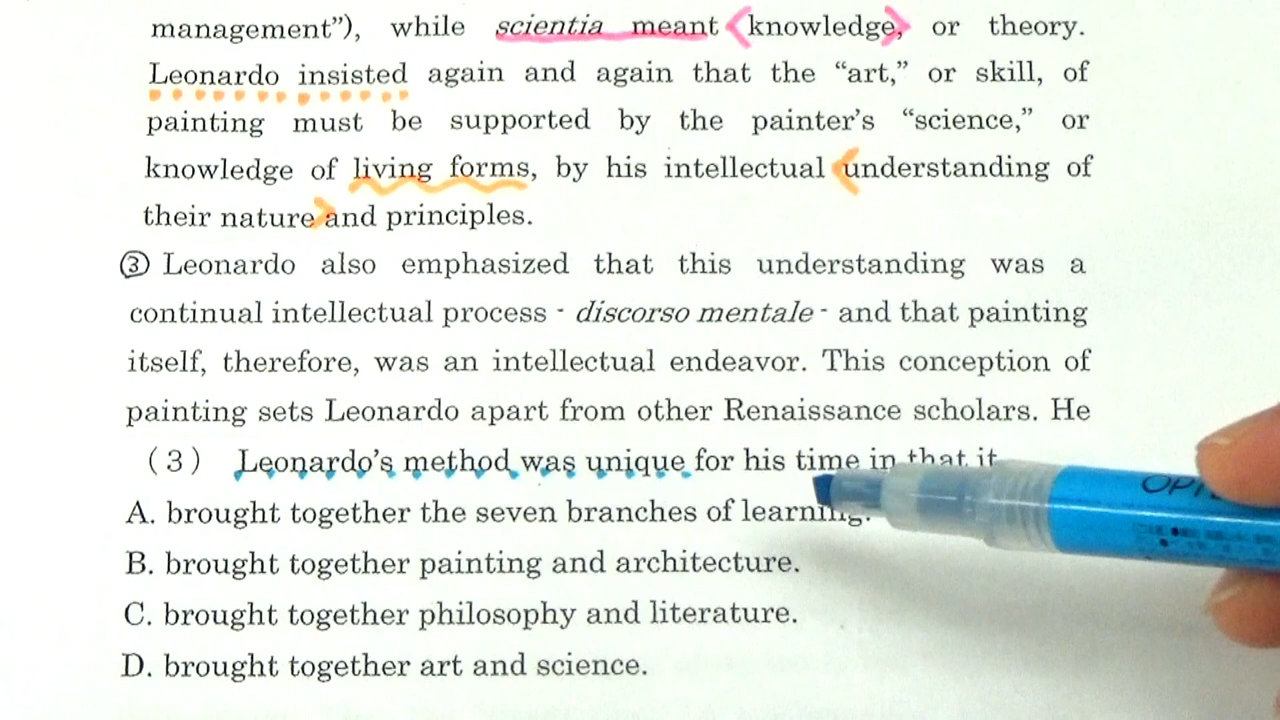 management”), while scientia meant knowledge, or theory.
Leonardo insisted again and again that the “art,” or skill, of
painting must be supported by the painter’s “science,” or
knowledge of living forms, by his intellectual understanding of
their nature and principles.
③ Leonardo also emphasized that this understanding was a
continual intellectual process - discorso mentale - and that painting
itself, therefore, was an intellectual endeavor. This conception of
painting sets Leonardo apart from other Renaissance scholars. He
(3) Leonardo’s method was unique for his time in that it
A. brought together the seven branches of learning.
B. brought together painting and architecture.
C. brought together philosophy and literature.
D. brought together art and science.